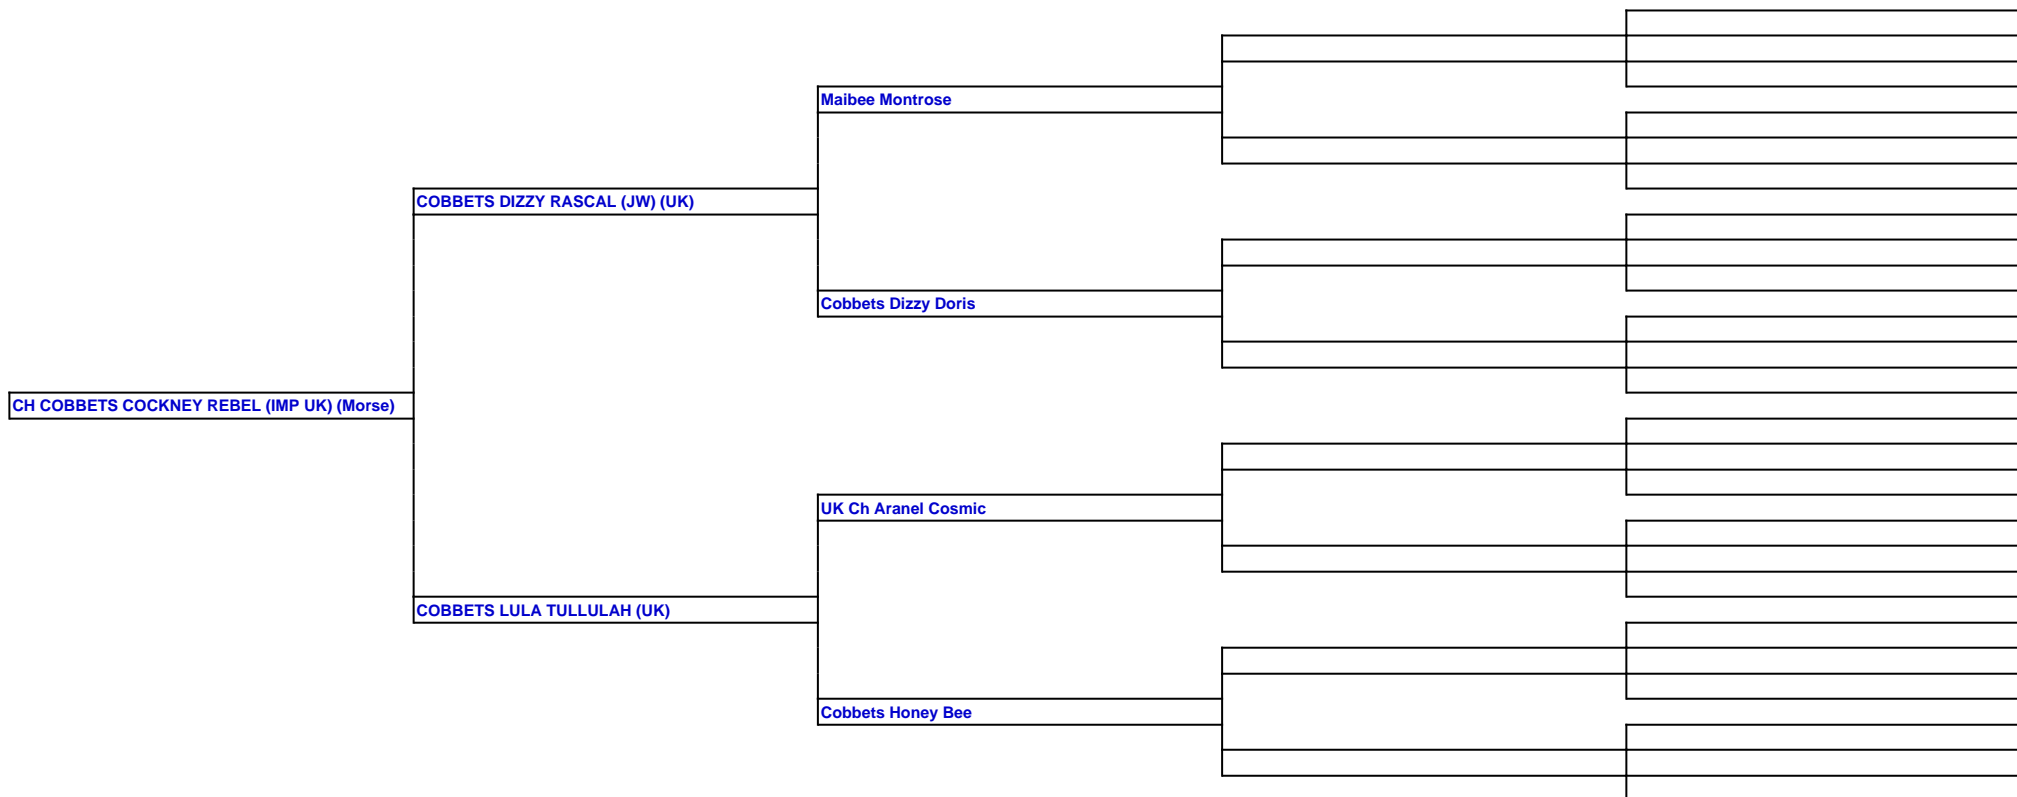 Maibee Montrose
COBBETS DIZZY RASCAL (JW) (UK)
Cobbets Dizzy Doris
CH COBBETS COCKNEY REBEL (IMP UK) (Morse)
UK Ch Aranel Cosmic
COBBETS LULA TULLULAH (UK)
Cobbets Honey Bee